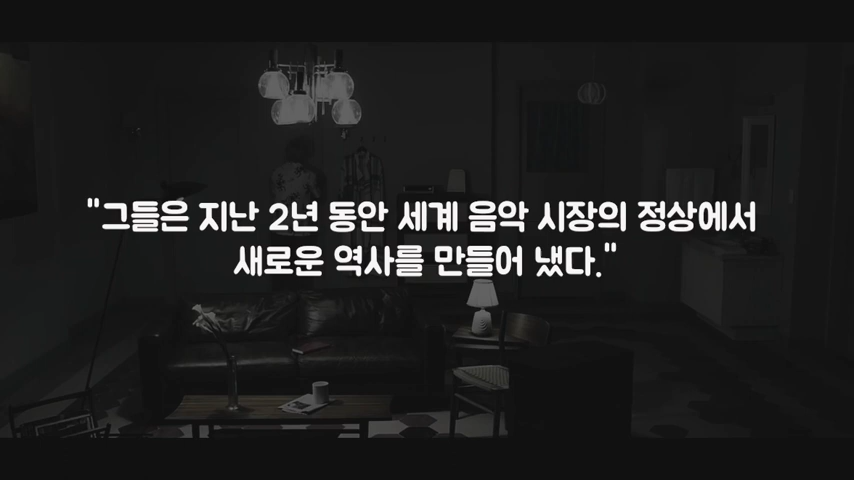 "그들은 지난 2년 동안 세계 음악 시장의 정상에서
새로운 역사를 만들어 냈다."